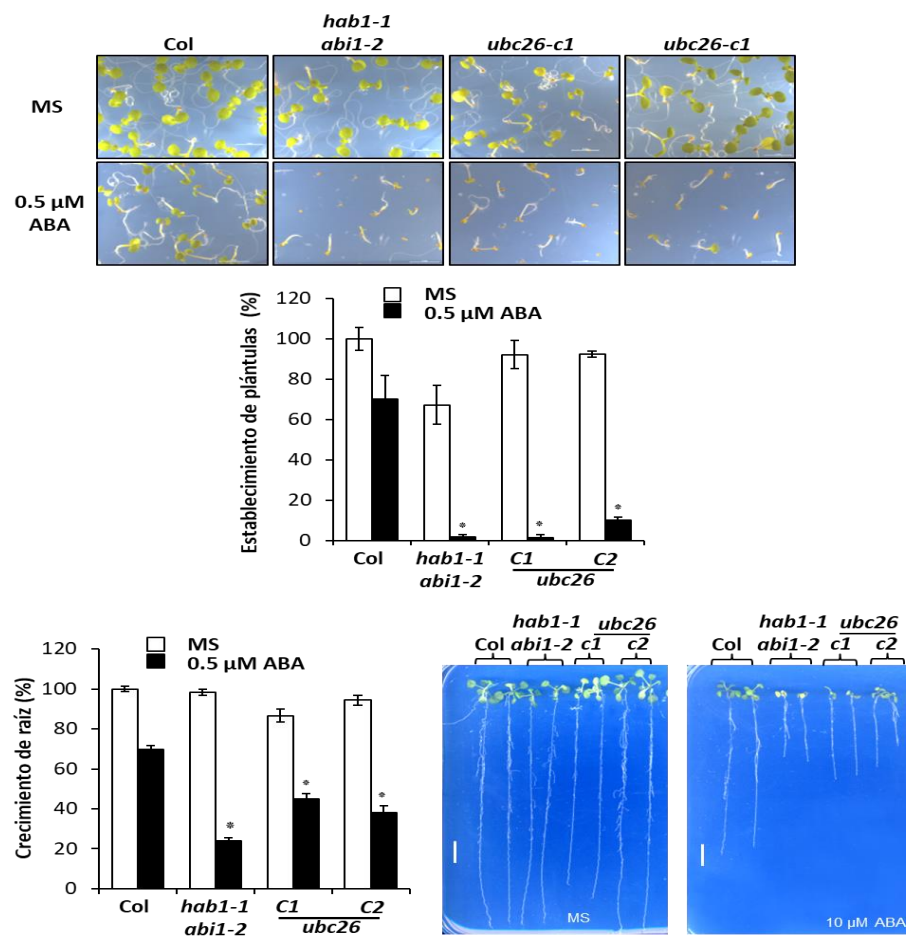 hab1-1
Col abi1-2 ubc26-c1 ubc26-c1
MS
0.5 µM
ABA
Establecimiento de plántulas (%)
120
100
80
60
40
20
0
MS
0.5 µM ABA
*
*
*
Col hab1-1 C1 C2
abi1-2 ubc26
Crecimiento de raíz (%)
120
100
80
60
40
20
0
MS
0.5 µM ABA
*
*
*
Col hab1-1 C1 C2
abi1-2 ubc26
hab1-1 ubc26
Col abi1-2 c1 c2
MS
hab1-1 ubc26
Col abi1-2 c1 c2
10 µM ABA